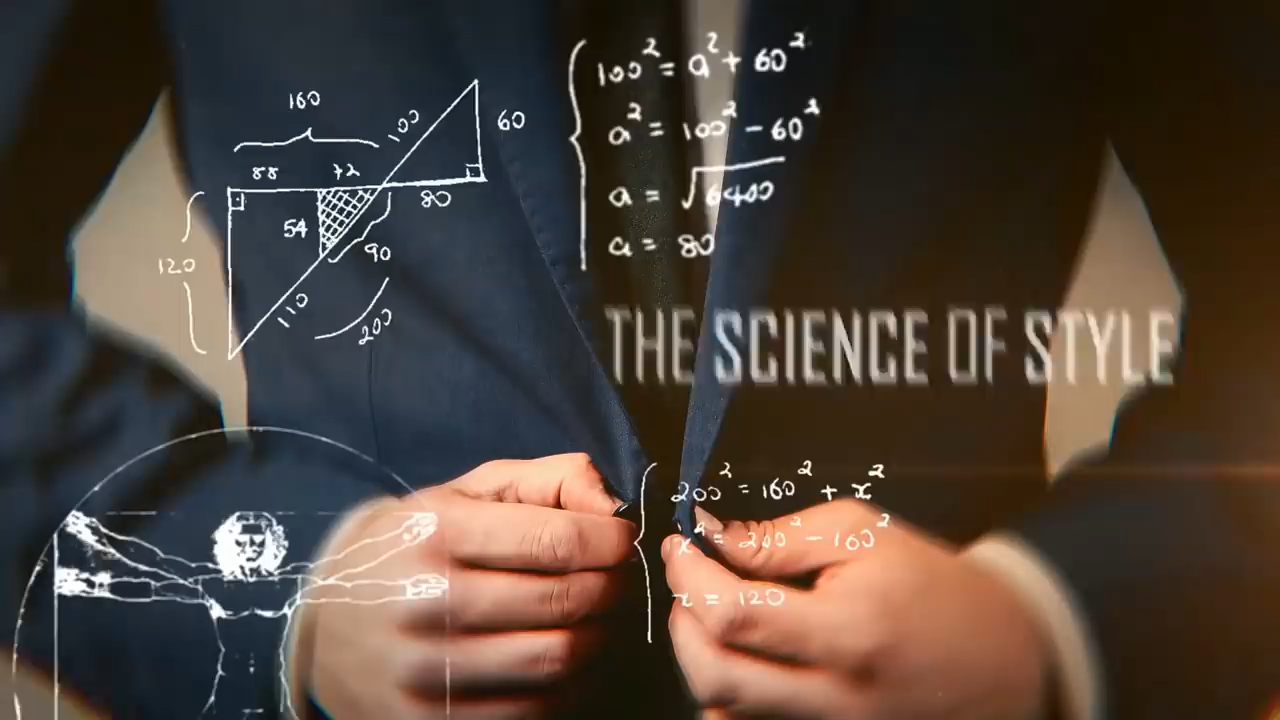 160
100
60
88
72
80
54
90
120
110
200
100² = a² + 60²
a² = 100² - 60²
a = √6400
a = 80
THE SCIENCE OF STYLE
200² = 160² + x²
x² = 200² - 160²
x = 120